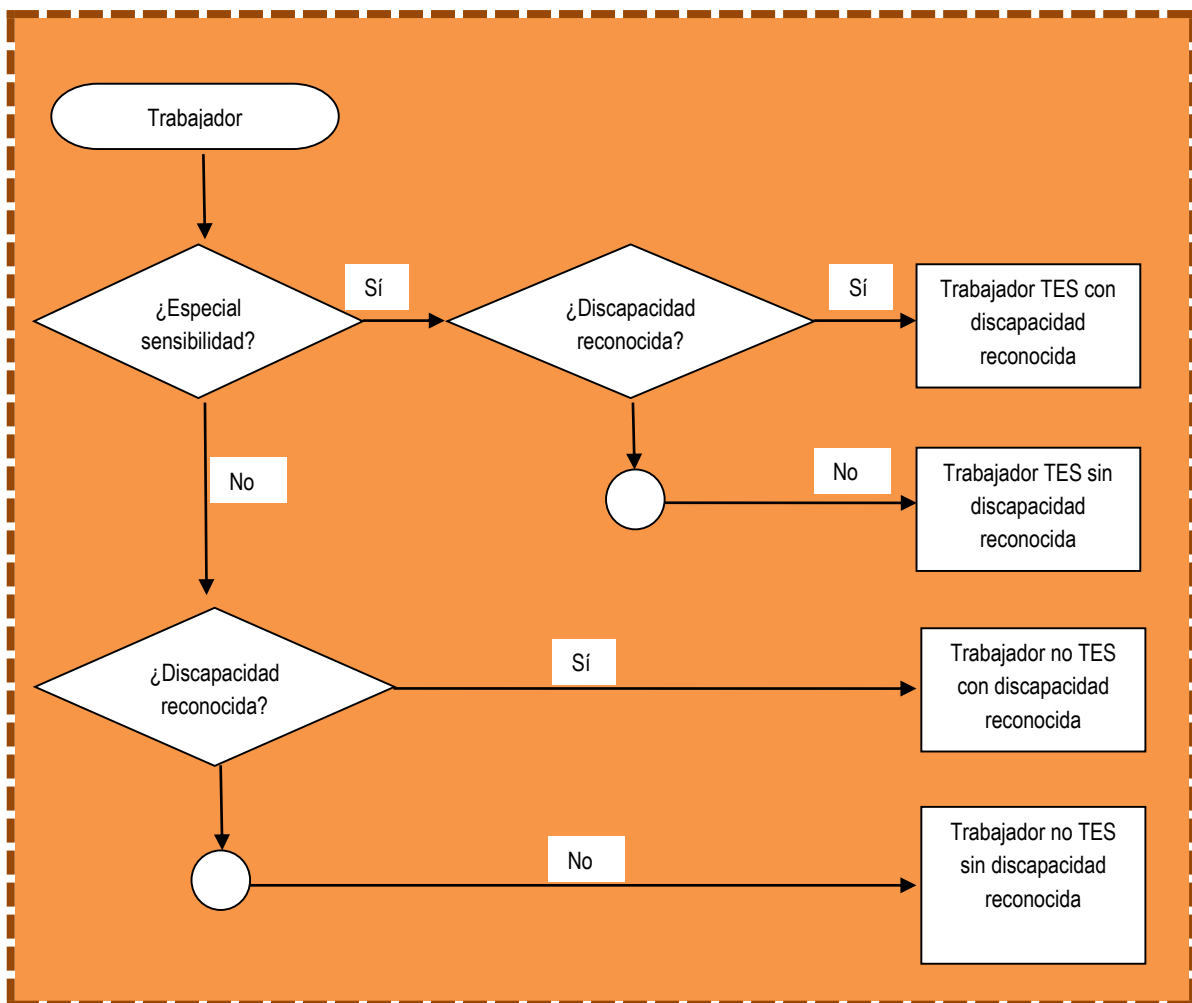 Trabajador
¿Especial
sensibilidad?
Sí
¿Discapacidad
reconocida?
Sí
Trabajador TES con
discapacidad
reconocida
No
Trabajador TES sin
discapacidad
reconocida
No
¿Discapacidad
reconocida?
Sí
Trabajador no TES
con discapacidad
reconocida
No
Trabajador no TES
sin discapacidad
reconocida